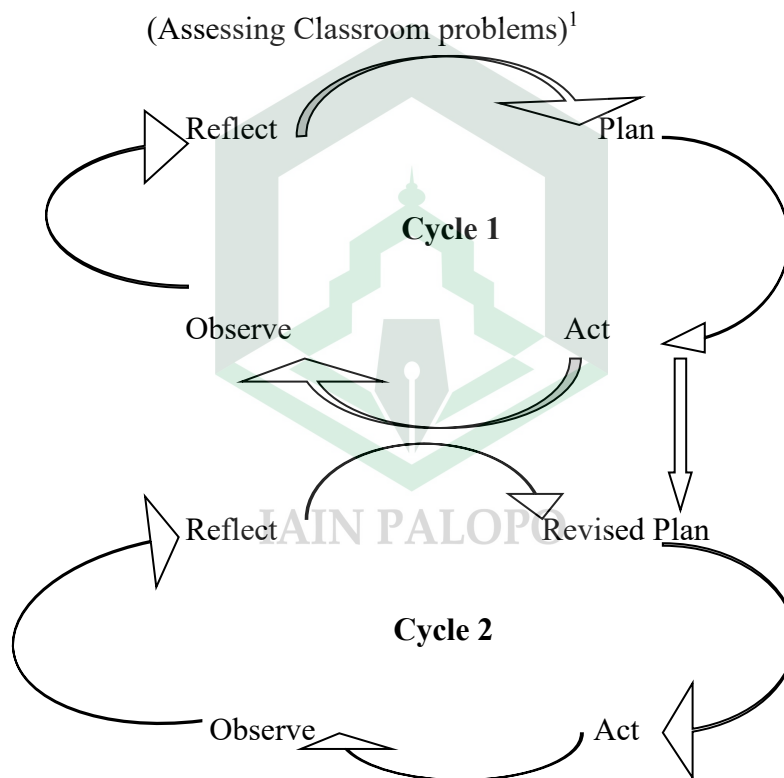 (Assessing Classroom problems)¹
Reflect Plan
Cycle 1
Observe Act
Reflect Revised Plan
IAIN PALOPO
Cycle 2
Observe Act